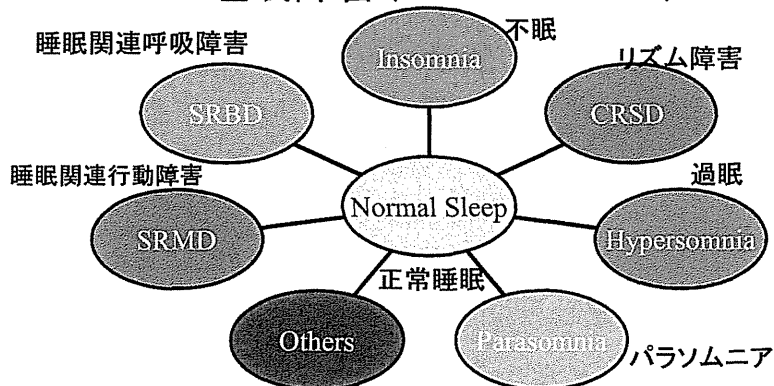 不眠
睡眠関連呼吸障害
Insomnia
リズム障害
SRBD
CRSD
睡眠関連行動障害
過眠
Normal Sleep
SRMD
Hypersomnia
正常睡眠
Others
Parasomnia
パラソムニア